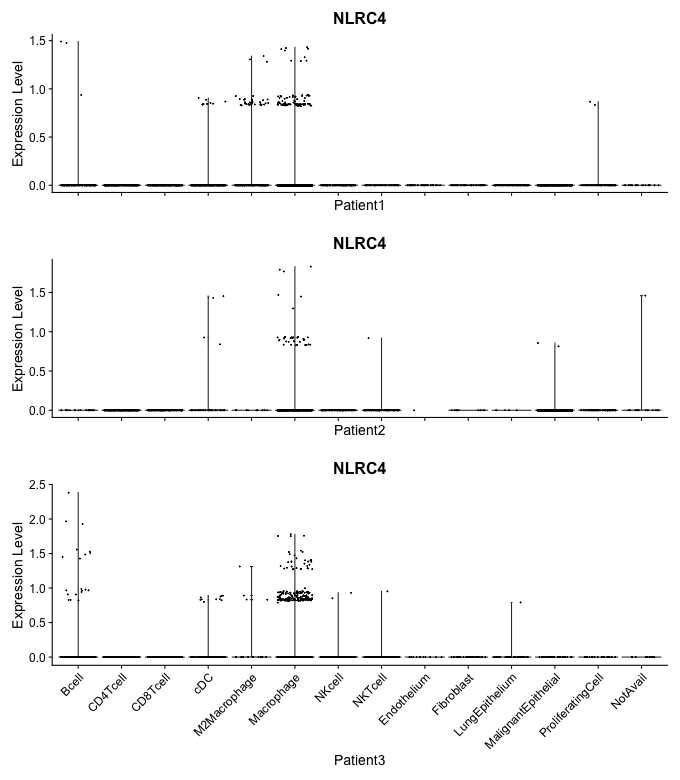 NLRC4
1.5
1.0
0.5
0.0
Expression Level
Patient1
NLRC4
1.5
1.0
0.5
0.0
Expression Level
Patient2
NLRC4
2.5
2.0
1.5
1.0
0.5
0.0
Expression Level
Bcell
CD4Tcell
CD8Tcell
cDC
M2Macrophage
Macrophage
NKcell
NKTcell
Endothelium
Fibroblast
LungEpithelium
MalignantEpithelial
ProliferatingCell
NotAvail
Patient3